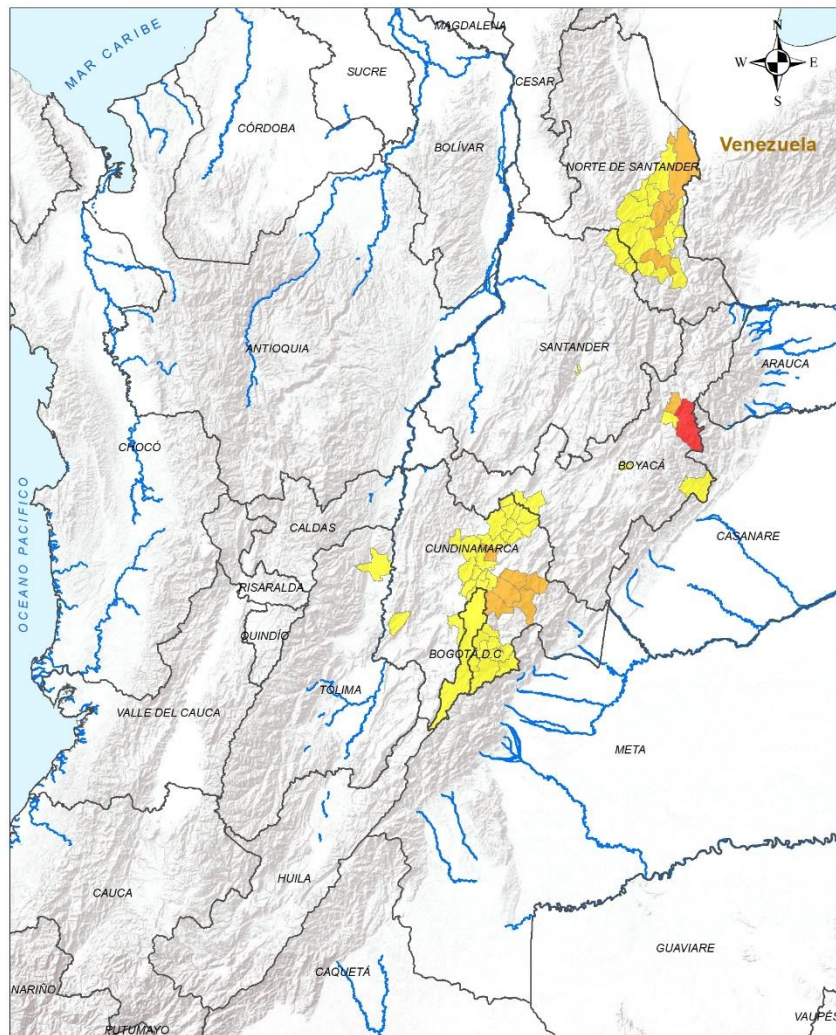 MAGDALENA
N
MAR CARIBE
SUCRE
CESAR
W
E
S
CÓRDOBA
BOLÍVAR
Venezuela
NORTE DE SANTANDER
ANTIOQUIA
SANTANDER
ARAUCA
CHOCÓ
BOYACÁ
OCEANO PACIFICO
CALDAS
CUNDINAMARCA
CASANARE
RISARALDA
QUINDÍO
BOGOTÁ D.C
TOLIMA
VALLE DEL CAUCA
META
HUILA
CAUCA
GUAVIARE
CAQUETÁ
NARIÑO
PUTUMAYO
VAUPÉS